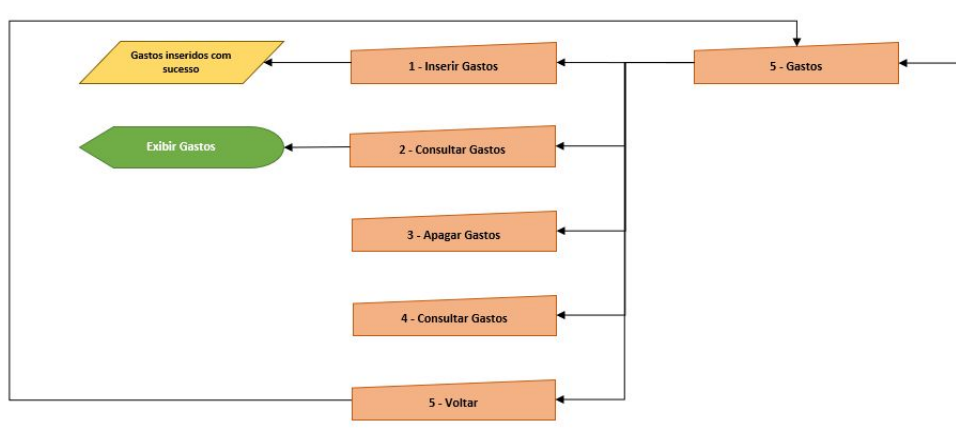 Gastos inseridos com
sucesso
1 - Inserir Gastos
5 - Gastos
Exibir Gastos
2 - Consultar Gastos
3 - Apagar Gastos
4 - Consultar Gastos
5 - Voltar